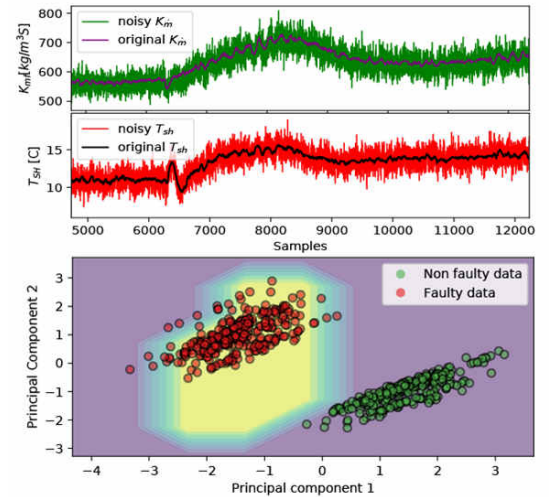 800
700
600
500
K_ṁ[kg/m³S]
noisy K_ṁ
original K_ṁ
15
10
T_SH [C]
noisy T_sh
original T_sh
5000 6000 7000 8000 9000 10000 11000 12000
Samples
3
2
1
0
−1
−2
−3
Principal Component 2
Non faulty data
Faulty data
−4 −3 −2 −1 0 1 2 3
Principal component 1